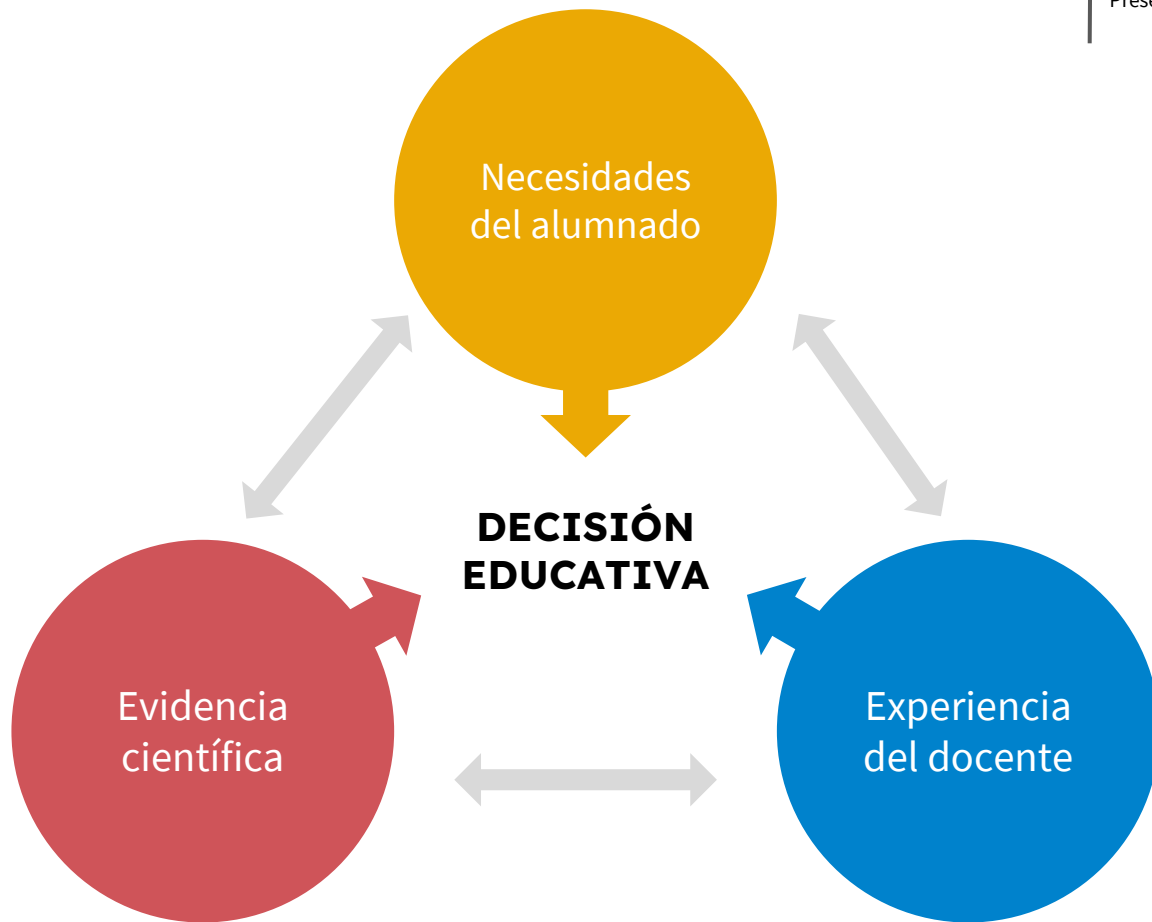 Necesidades
del alumnado
DECISIÓN
EDUCATIVA
Evidencia
científica
Experiencia
del docente